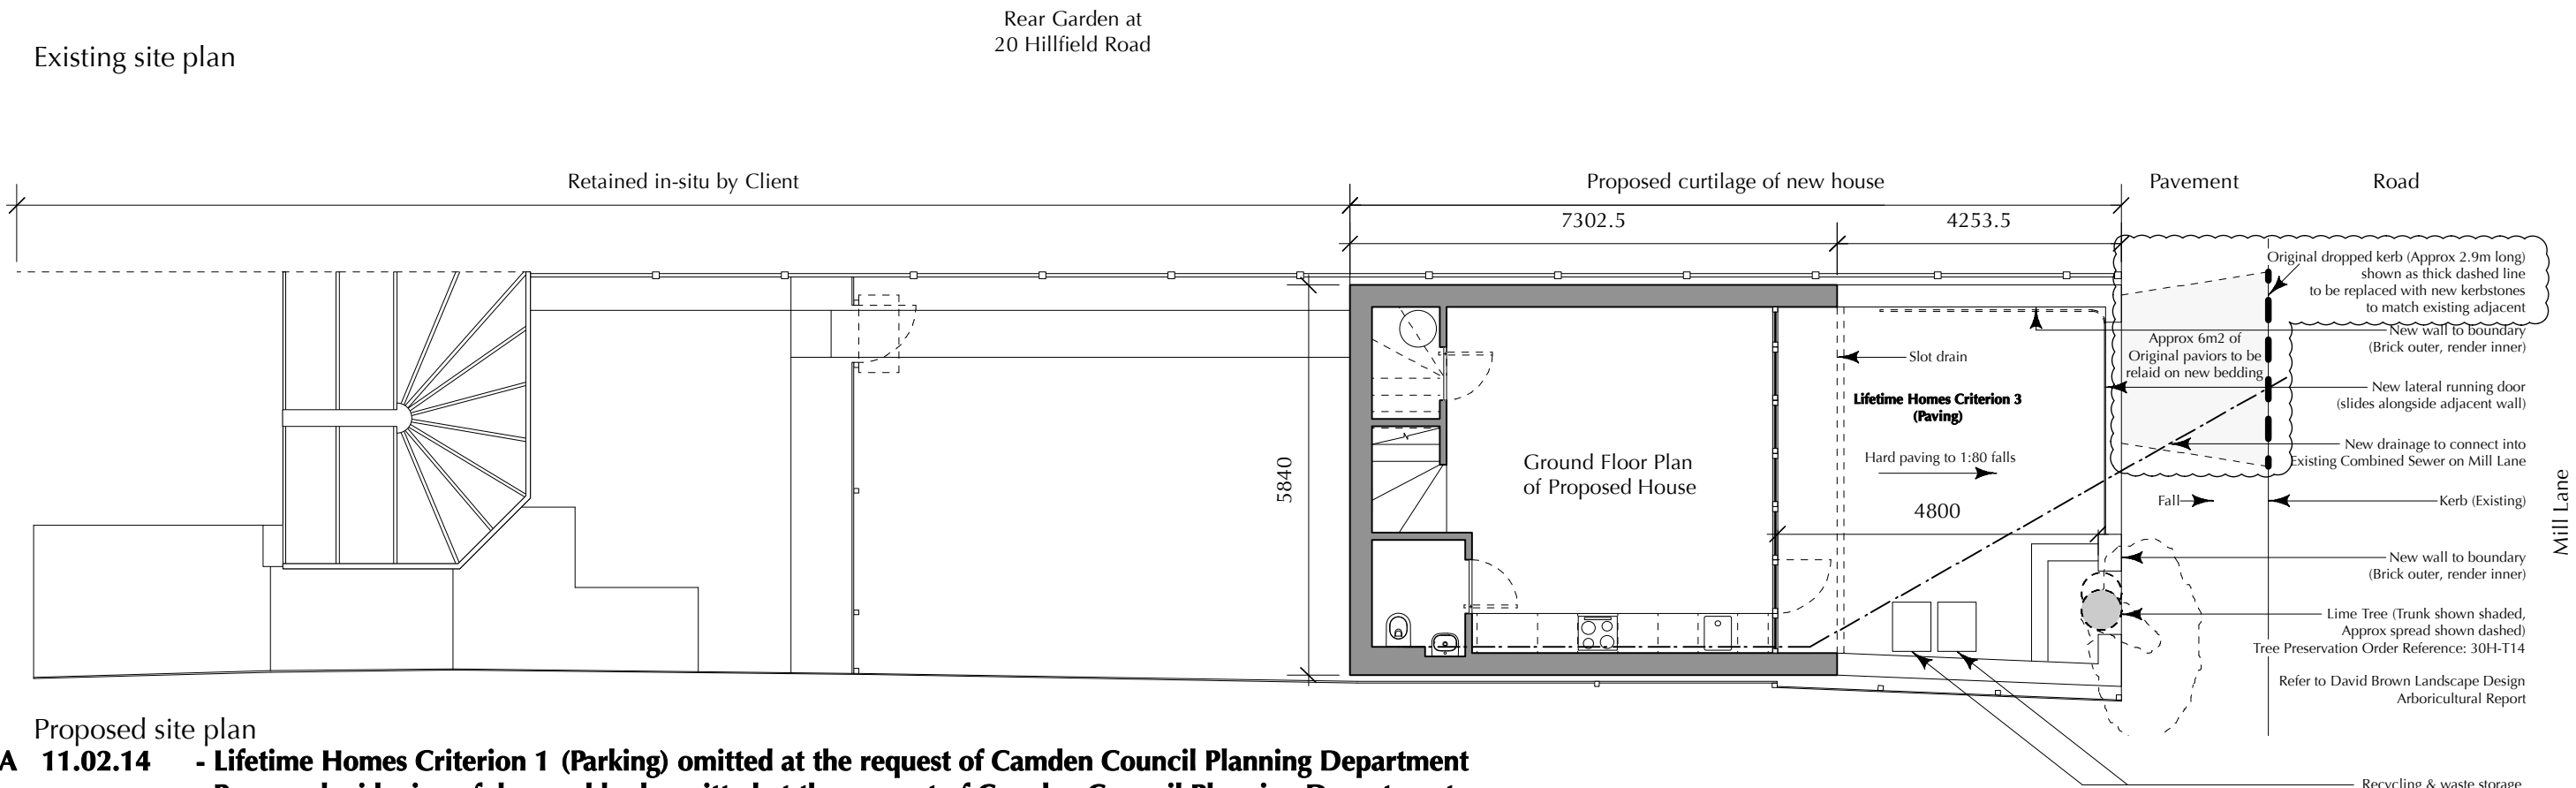 Rear Garden at
20 Hillfield Road
Existing site plan
Retained in-situ by Client
Proposed curtilage of new house
Pavement
Road
7302.5
4253.5
Original dropped kerb (Approx 2.9m long)
shown as thick dashed line
to be replaced with new kerbstones
to match existing adjacent
New wall to boundary
(Brick outer, render inner)
Approx 6m2 of
Original paviors to be
relaid on new bedding
Slot drain
New lateral running door
(slides alongside adjacent wall)
Lifetime Homes Criterion 3
(Paving)
New drainage to connect into
Existing Combined Sewer on Mill Lane
Hard paving to 1:80 falls
Ground Floor Plan
of Proposed House
5840
4800
Fall
Kerb (Existing)
Mill Lane
New wall to boundary
(Brick outer, render inner)
Lime Tree (Trunk shown shaded,
Approx spread shown dashed)
Tree Preservation Order Reference: 30H-T14
Refer to David Brown Landscape Design
Arboricultural Report
Proposed site plan
A 11.02.14 - Lifetime Homes Criterion 1 (Parking) omitted at the request of Camden Council Planning Department
Recycling & waste storage